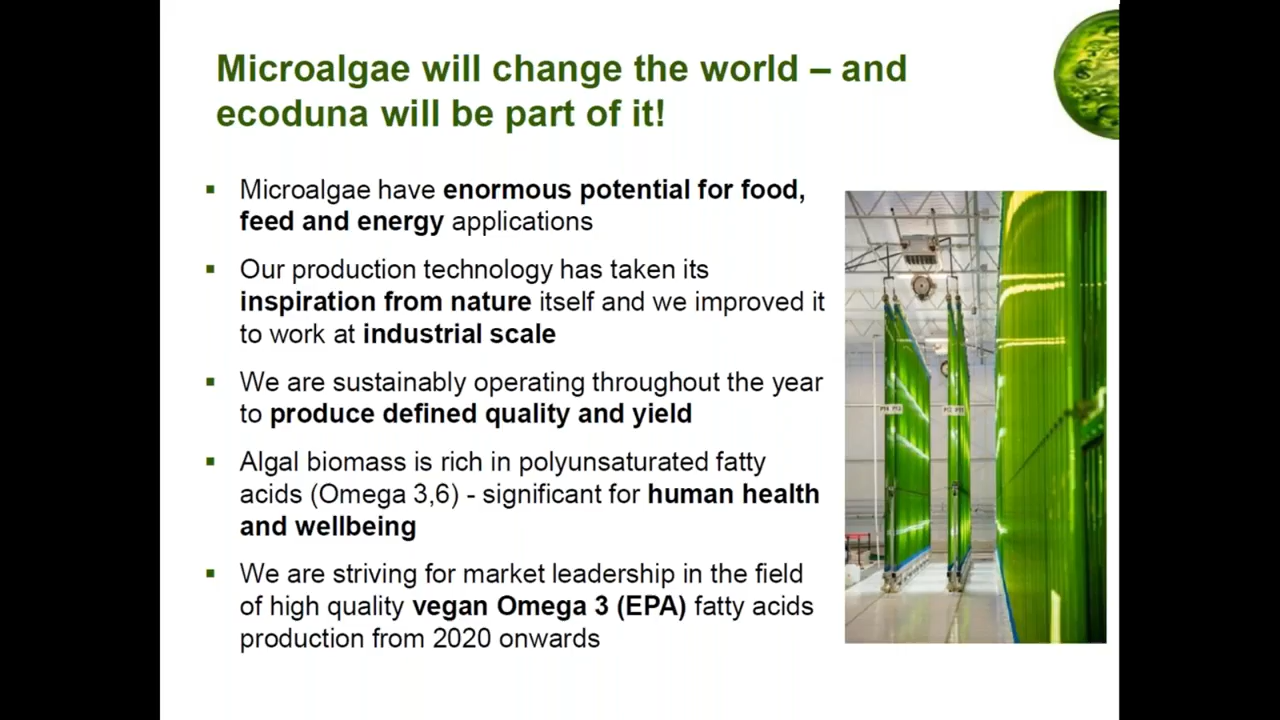 Microalgae will change the world – and
ecoduna will be part of it!
▪ Microalgae have enormous potential for food,
feed and energy applications
▪ Our production technology has taken its
inspiration from nature itself and we improved it
to work at industrial scale
▪ We are sustainably operating throughout the year
to produce defined quality and yield
▪ Algal biomass is rich in polyunsaturated fatty
acids (Omega 3,6) - significant for human health
and wellbeing
▪ We are striving for market leadership in the field
of high quality vegan Omega 3 (EPA) fatty acids
production from 2020 onwards